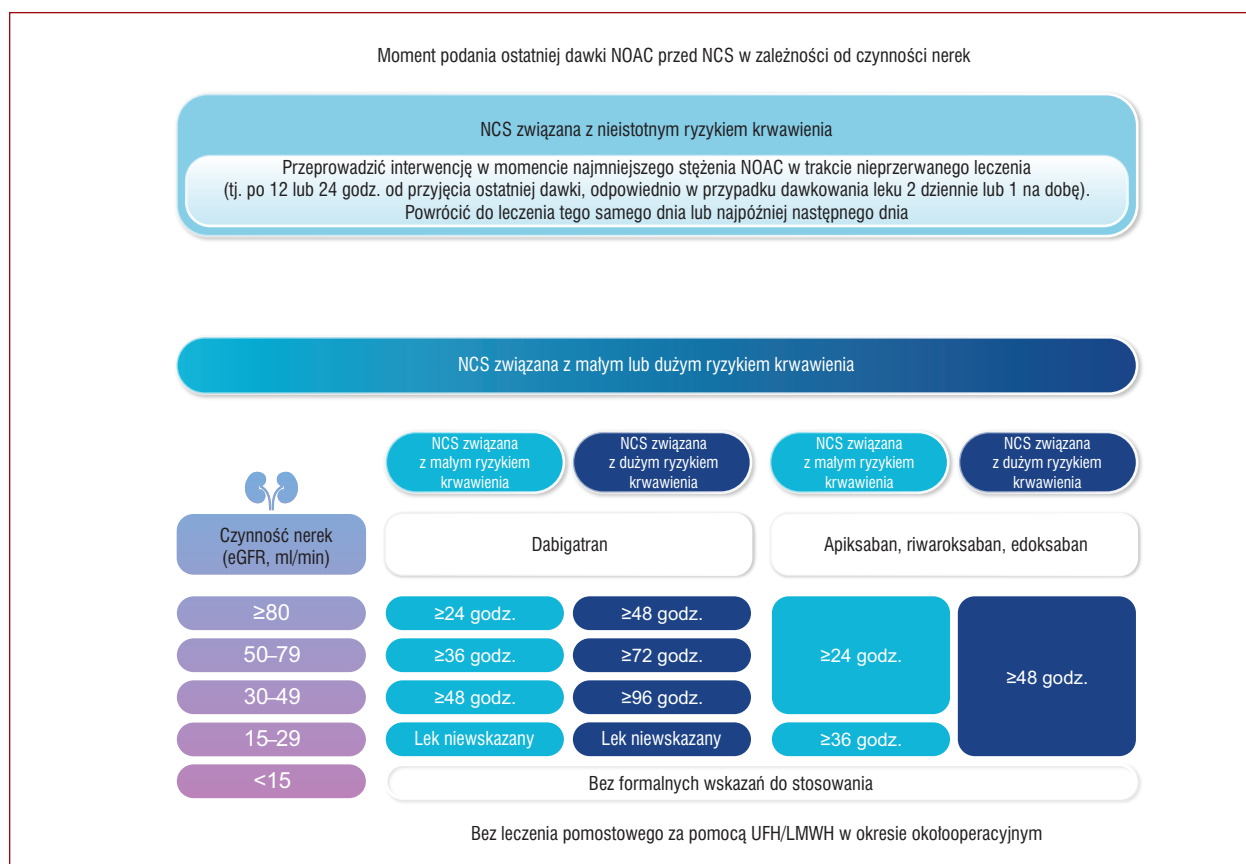 Moment podania ostatniej dawki NOAC przed NCS w zależności od czynności nerek
NCS związana z nieistotnym ryzykiem krwawienia
Przeprowadzić interwencję w momencie najmniejszego stężenia NOAC w trakcie nieprzerwanego leczenia
(tj. po 12 lub 24 godz. od przyjęcia ostatniej dawki, odpowiednio w przypadku dawkowania leku 2 dziennie lub 1 na dobę).
Powrócić do leczenia tego samego dnia lub najpóźniej następnego dnia
NCS związana z małym lub dużym ryzykiem krwawienia
NCS związana
z małym ryzykiem
krwawienia
NCS związana
z dużym ryzykiem
krwawienia
NCS związana
z małym ryzykiem
krwawienia
NCS związana
z dużym ryzykiem
krwawienia
Czynność nerek
(eGFR, ml/min)
Dabigatran
Apiksaban, riwaroksaban, edoksaban
≥80
≥24 godz.
≥48 godz.
50–79
≥36 godz.
≥72 godz.
≥24 godz.
≥48 godz.
30–49
≥48 godz.
≥96 godz.
15–29
Lek niewskazany
Lek niewskazany
≥36 godz.
<15
Bez formalnych wskazań do stosowania
Bez leczenia pomostowego za pomocą UFH/LMWH w okresie okołooperacyjnym